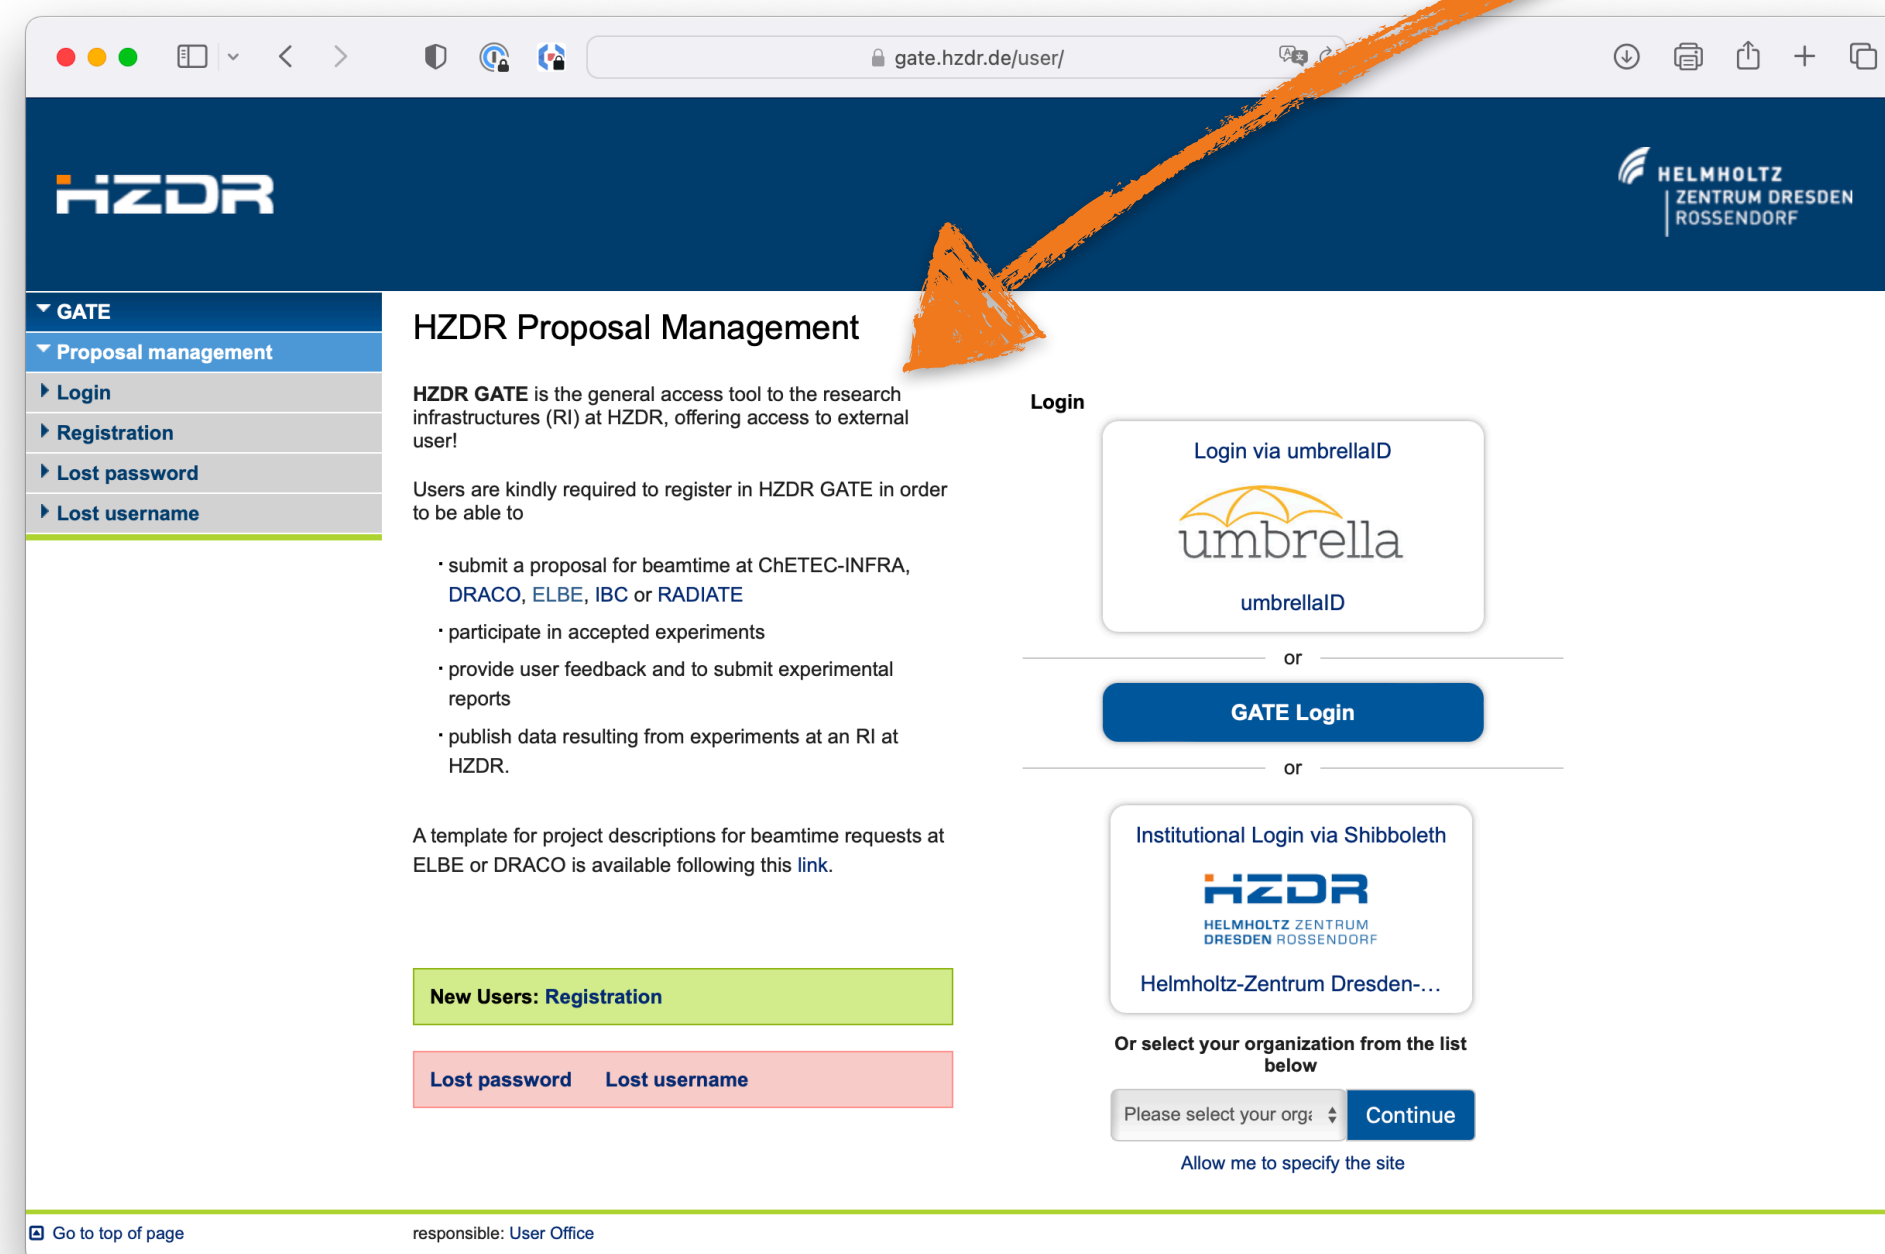 gate.hzdr.de/user/
HZDR
HELMHOLTZ
ZENTRUM DRESDEN
ROSSENDORF
GATE
Proposal management
Login
Registration
Lost password
Lost username
HZDR Proposal Management
HZDR GATE is the general access tool to the research
infrastructures (RI) at HZDR, offering access to external
user!
Users are kindly required to register in HZDR GATE in order
to be able to
· submit a proposal for beamtime at ChETEC-INFRA,
DRACO, ELBE, IBC or RADIATE
· participate in accepted experiments
· provide user feedback and to submit experimental
reports
· publish data resulting from experiments at an RI at
HZDR.
A template for project descriptions for beamtime requests at
ELBE or DRACO is available following this link.
New Users: Registration
Lost password Lost username
Login
Login via umbrellaID
umbrella
umbrellaID
or
GATE Login
or
Institutional Login via Shibboleth
HZDR
HELMHOLTZ ZENTRUM
DRESDEN ROSSENDORF
Helmholtz-Zentrum Dresden-…
Or select your organization from the list
below
Please select your orga
Continue
Allow me to specify the site
Go to top of page
responsible: User Office